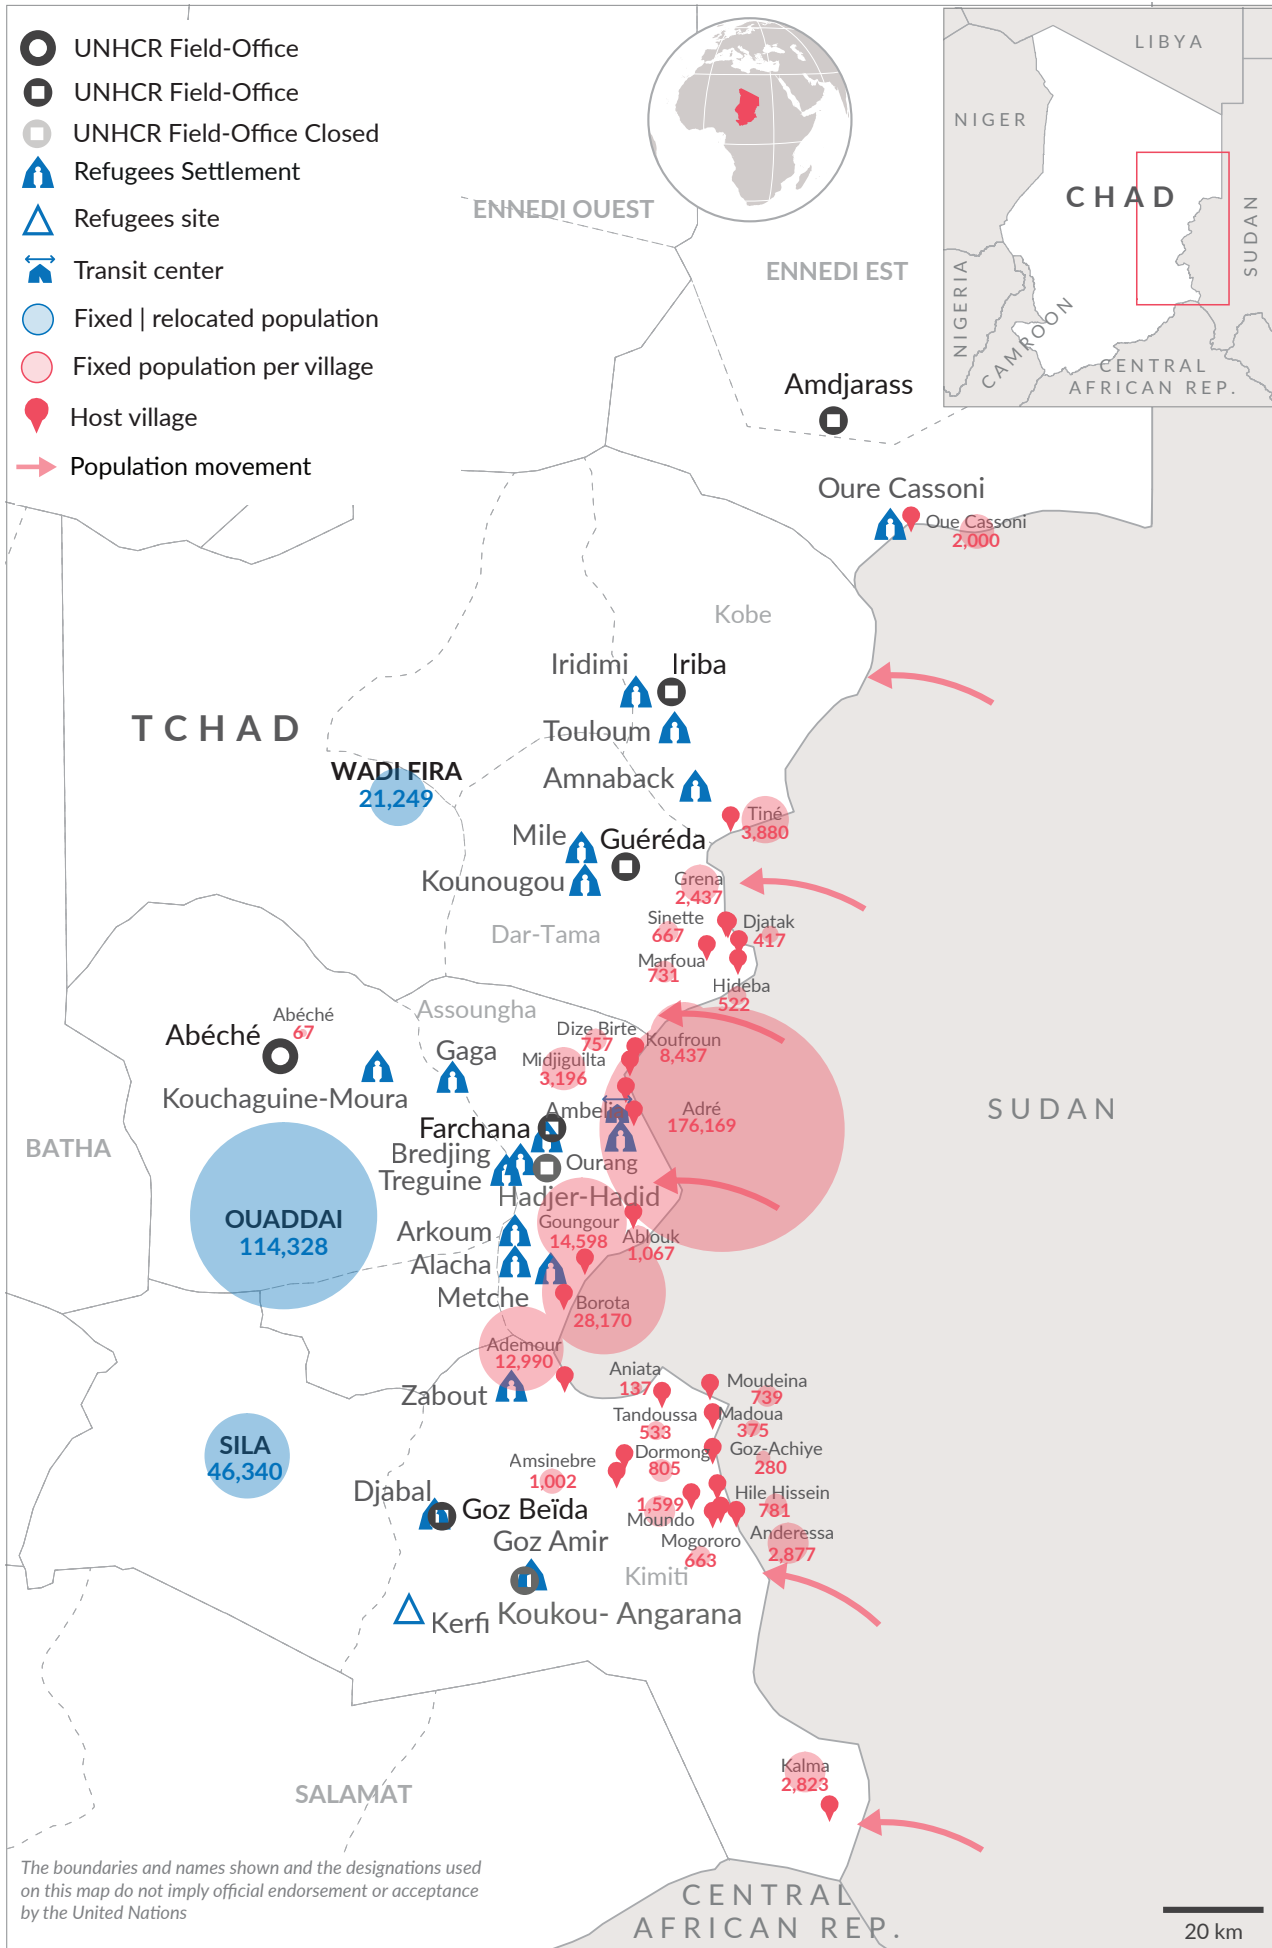 UNHCR Field-Office
UNHCR Field-Office
UNHCR Field-Office Closed
Refugees Settlement
Refugees site
Transit center
Fixed | relocated population
Fixed population per village
Host village
Population movement
LIBYA
NIGER
CHAD
SUDAN
NIGERIA
CAMROON
CENTRAL
AFRICAN REP.
ENNEDI OUEST
ENNEDI EST
Amdjarass
Oure Cassoni
Oue Cassoni
2,000
Kobe
Iridimi
Iriba
TCHAD
Touloum
WADI FIRA
21,249
Amnaback
Tiné
3,880
Mile
Guéréda
Kounougou
Grena
2,437
Sinette
667
Djatak
417
Dar-Tama
Marfoua
731
Hideba
522
Assoungha
Abéché
67
Abéché
Dize Birte
757
Koufroun
8,437
Gaga
Midjiguilta
3,196
Kouchaguine-Moura
Ambelia
Adré
176,169
SUDAN
Farchana
BATHA
Bredjing
Ourang
Treguine
Hadjer-Hadid
OUADDAI
114,328
Arkoum
Goungour
14,598
Ablouk
1,067
Alacha
Metche
Borota
28,170
Ademour
12,990
Zabout
Aniata
137
Moudeina
739
Tandoussa
533
Madoua
375
SILA
46,340
Amsinebre
1,002
Dormong
805
Goz-Achiye
280
Djabal
Goz Beïda
1,599
Moundo
Hile Hissein
781
Goz Amir
Mogororo
663
Anderessa
2,877
Kimiti
Kerfi
Koukou- Angarana
Kalma
2,823
SALAMAT
The boundaries and names shown and the designations used
on this map do not imply official endorsement or acceptance
by the United Nations
CENTRAL
AFRICAN REP.
20 km